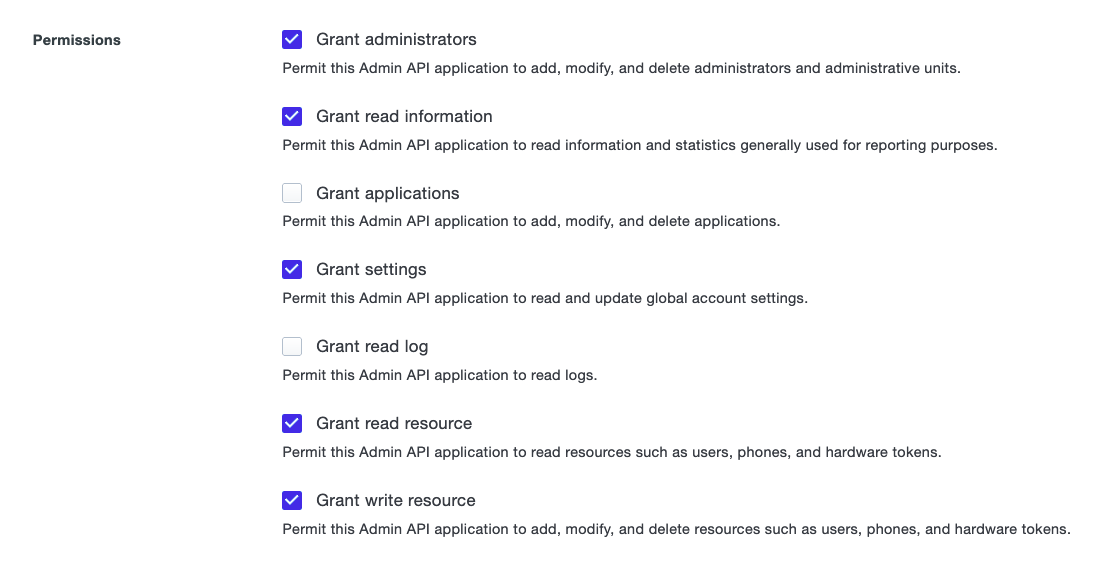 Permissions
Grant administrators
Permit this Admin API application to add, modify, and delete administrators and administrative units.
Grant read information
Permit this Admin API application to read information and statistics generally used for reporting purposes.
Grant applications
Permit this Admin API application to add, modify, and delete applications.
Grant settings
Permit this Admin API application to read and update global account settings.
Grant read log
Permit this Admin API application to read logs.
Grant read resource
Permit this Admin API application to read resources such as users, phones, and hardware tokens.
Grant write resource
Permit this Admin API application to add, modify, and delete resources such as users, phones, and hardware tokens.